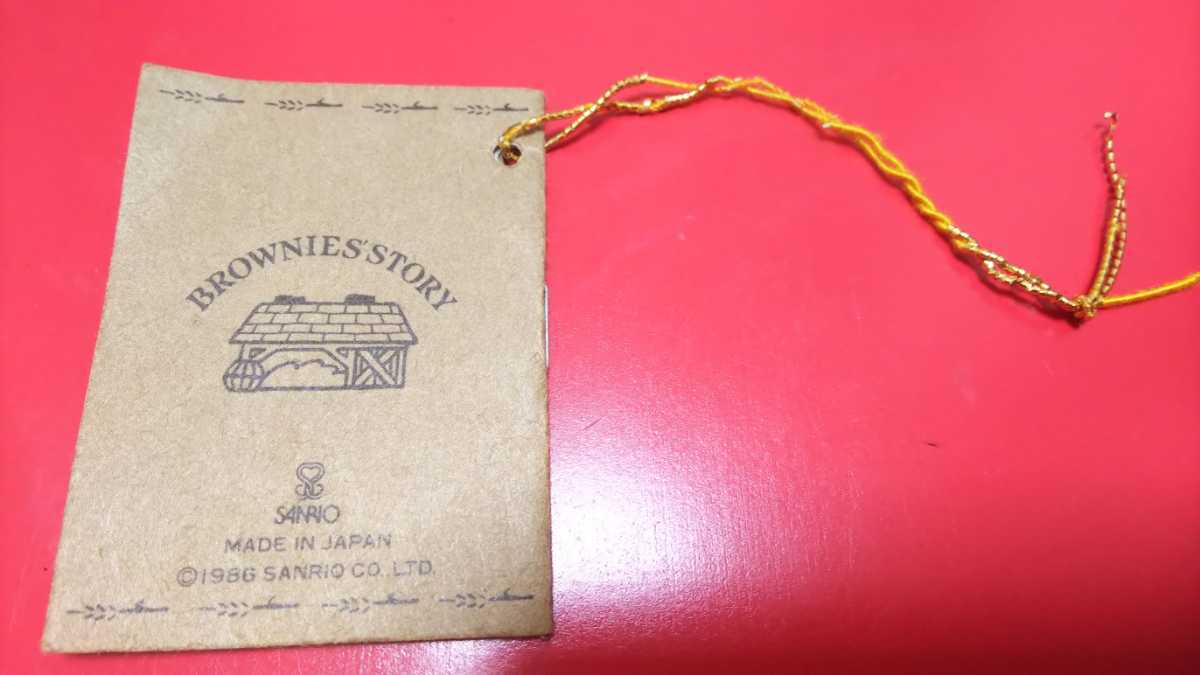 BROWNIES' STORY
SANRIO
MADE IN JAPAN
©1986 SANRIO CO., LTD.